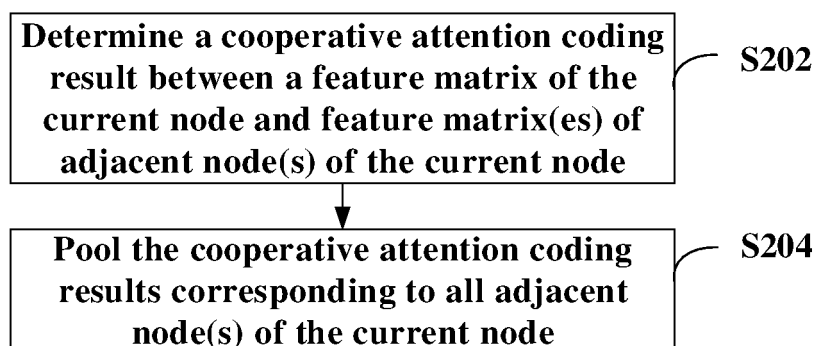 Determine a cooperative attention coding
result between a feature matrix of the
current node and feature matrix(es) of
adjacent node(s) of the current node
S202
Pool the cooperative attention coding
results corresponding to all adjacent
node(s) of the current node
S204